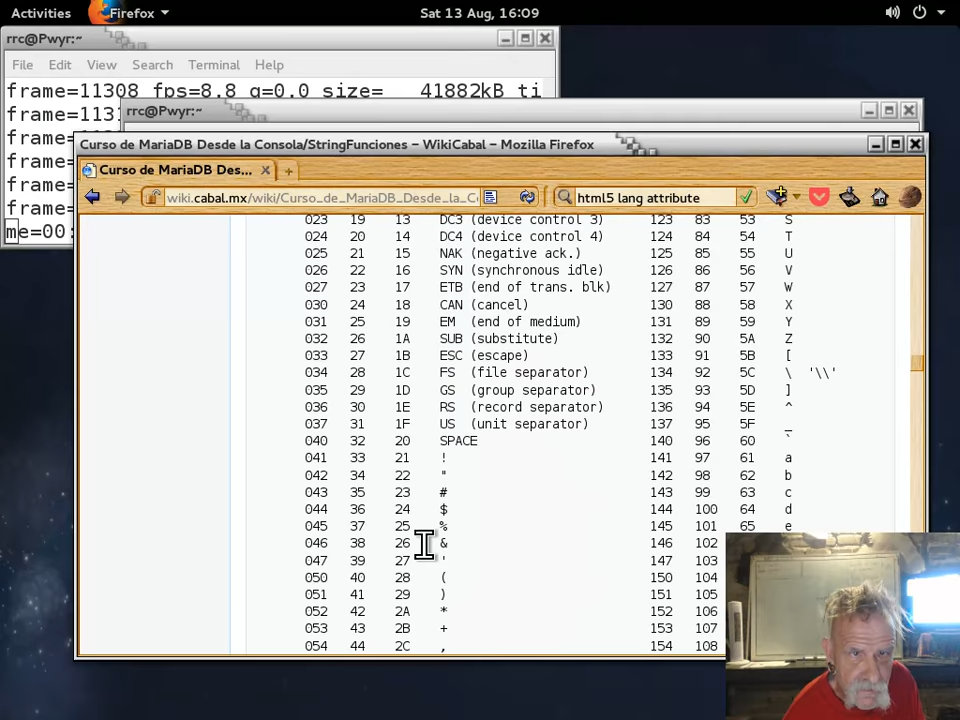 Activities Firefox Sat 13 Aug, 16:09
rrc@Pwyr:~
File Edit View Search Terminal Help
frame=11308 fps=8.8 q=0.0 size= 41882kB ti
frame=1131
rrc@Pwyr:~
frame=
frame=
frame=
frame=
me=00:
Curso de MariaDB Desde la Consola/StringFunciones – WikiCabal – Mozilla Firefox
Curso de MariaDB Des...
wiki.cabal.mx/wiki/Curso_de_MariaDB_Desde_la_C html5 lang attribute
023 19 13 DC3 (device control 3) 123 83 53 S
024 20 14 DC4 (device control 4) 124 84 54 T
025 21 15 NAK (negative ack.) 125 85 55 U
026 22 16 SYN (synchronous idle) 126 86 56 V
027 23 17 ETB (end of trans. blk) 127 87 57 W
030 24 18 CAN (cancel) 130 88 58 X
031 25 19 EM (end of medium) 131 89 59 Y
032 26 1A SUB (substitute) 132 90 5A Z
033 27 1B ESC (escape) 133 91 5B [
034 28 1C FS (file separator) 134 92 5C \ '\\'
035 29 1D GS (group separator) 135 93 5D ]
036 30 1E RS (record separator) 136 94 5E ^
037 31 1F US (unit separator) 137 95 5F _
040 32 20 SPACE 140 96 60 `
041 33 21 ! 141 97 61 a
042 34 22 " 142 98 62 b
043 35 23 # 143 99 63 c
044 36 24 $ 144 100 64 d
045 37 25 % 145 101 65 e
046 38 26 & 146 102
047 39 27 ' 147 103
050 40 28 ( 150 104
051 41 29 ) 151 105
052 42 2A * 152 106
053 43 2B + 153 107
054 44 2C , 154 108